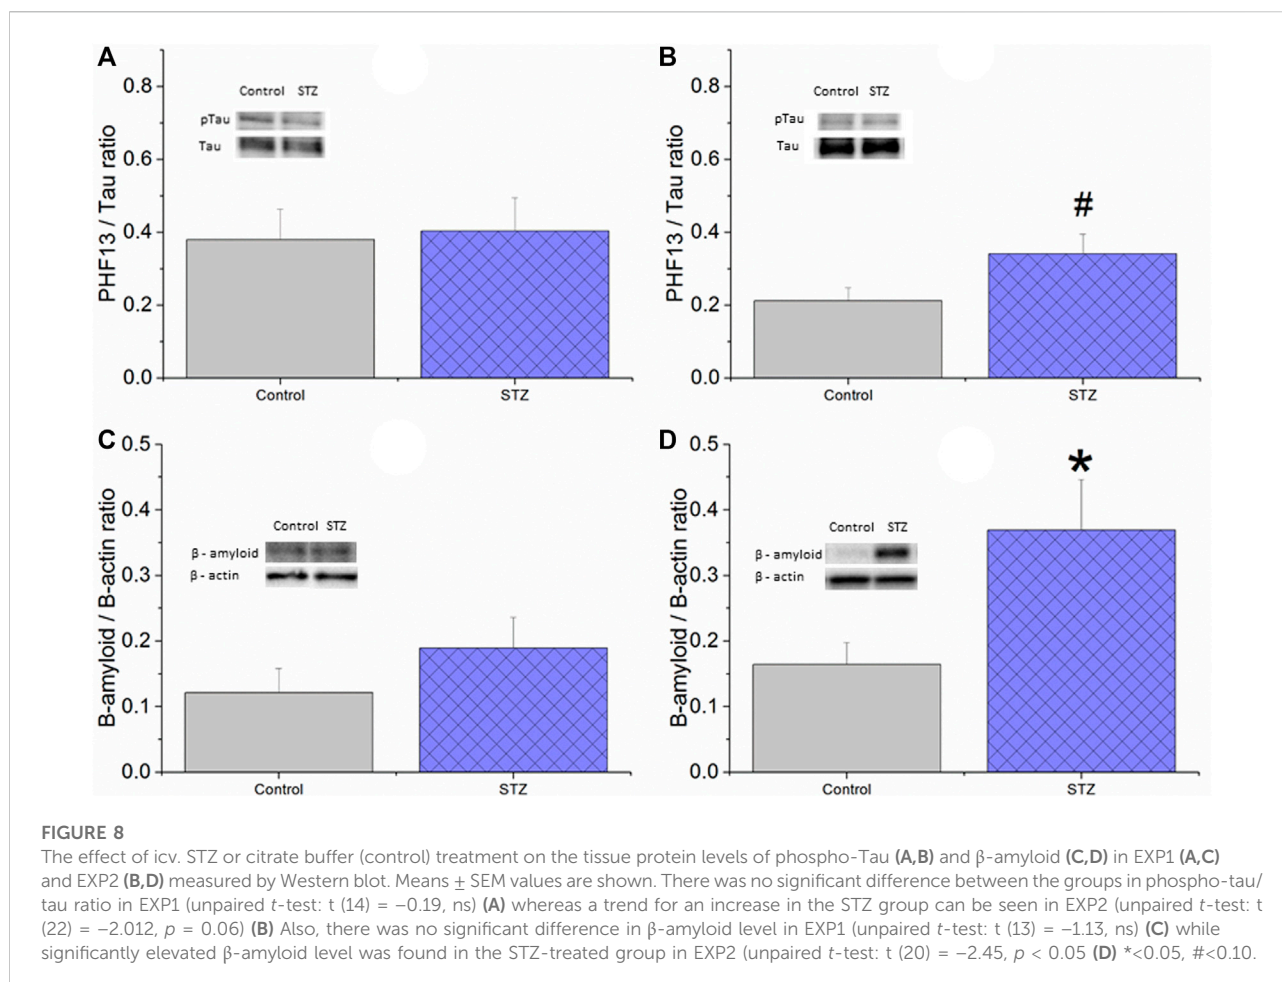 A
PHF13 / Tau ratio
0.8
0.6
0.4
0.2
0.0
Control STZ
pTau
Tau
Control STZ
B
PHF13 / Tau ratio
0.8
0.6
0.4
0.2
0.0
Control STZ
pTau
Tau
#
Control STZ
C
B-amyloid / B-actin ratio
0.5
0.4
0.3
0.2
0.1
0.0
Control STZ
β - amyloid
β - actin
Control STZ
D
B-amyloid / B-actin ratio
0.5
0.4
0.3
0.2
0.1
0.0
Control STZ
β - amyloid
β - actin
*
Control STZ
FIGURE 8
The effect of icv. STZ or citrate buffer (control) treatment on the tissue protein levels of phospho-Tau (A,B) and β-amyloid (C,D) in EXP1 (A,C)
and EXP2 (B,D) measured by Western blot. Means ± SEM values are shown. There was no significant difference between the groups in phospho-tau/
tau ratio in EXP1 (unpaired t-test: t (14) = −0.19, ns) (A) whereas a trend for an increase in the STZ group can be seen in EXP2 (unpaired t-test: t
(22) = −2.012, p = 0.06) (B) Also, there was no significant difference in β-amyloid level in EXP1 (unpaired t-test: t (13) = −1.13, ns) (C) while
significantly elevated β-amyloid level was found in the STZ-treated group in EXP2 (unpaired t-test: t (20) = −2.45, p < 0.05 (D) *<0.05, #<0.10.